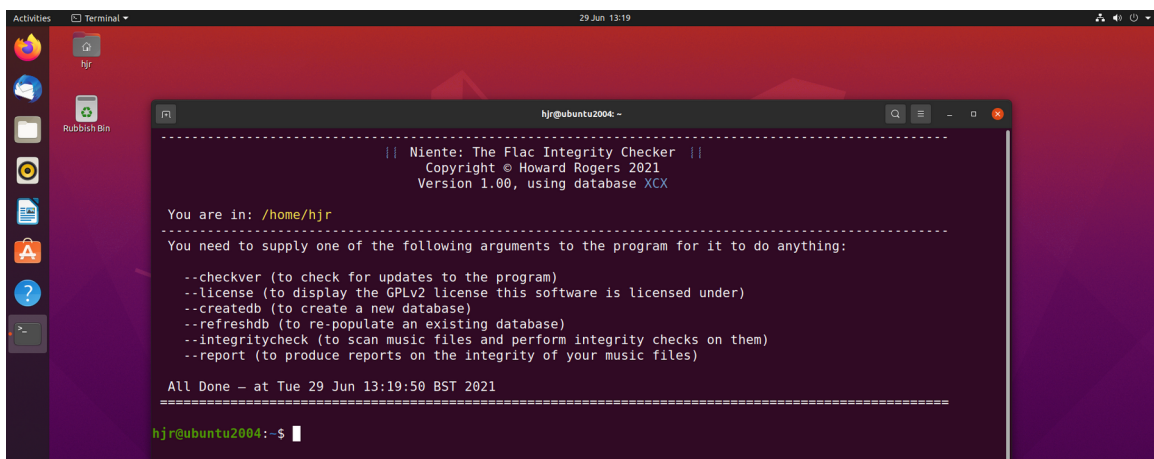 Activities Terminal 29 Jun 13:19
hjr
Rubbish Bin
hjr@ubuntu2004: ~
--------------------------------------------------------------------------------
|| Niente: The Flac Integrity Checker ||
Copyright © Howard Rogers 2021
Version 1.00, using database XCX
You are in: /home/hjr
--------------------------------------------------------------------------------
You need to supply one of the following arguments to the program for it to do anything:
--checkver (to check for updates to the program)
--license (to display the GPLv2 license this software is licensed under)
--createdb (to create a new database)
--refreshdb (to re-populate an existing database)
--integritycheck (to scan music files and perform integrity checks on them)
--report (to produce reports on the integrity of your music files)
All Done — at Tue 29 Jun 13:19:50 BST 2021
================================================================================
hjr@ubuntu2004:~$